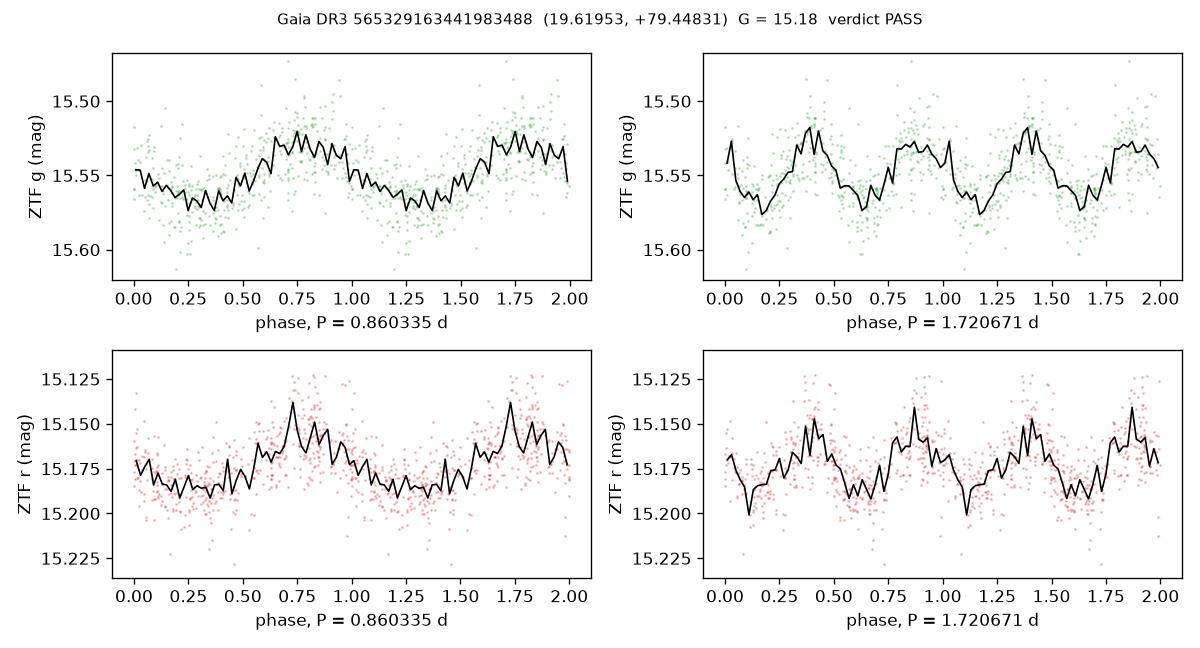 Gaia DR3 565329163441983488 (19.61953, +79.44831) G = 15.18 verdict PASS
ZTF g (mag)
15.50
15.55
15.60
0.00 0.25 0.50 0.75 1.00 1.25 1.50 1.75 2.00
phase, P = 0.860335 d
ZTF g (mag)
15.50
15.55
15.60
0.00 0.25 0.50 0.75 1.00 1.25 1.50 1.75 2.00
phase, P = 1.720671 d
ZTF r (mag)
15.125
15.150
15.175
15.200
15.225
0.00 0.25 0.50 0.75 1.00 1.25 1.50 1.75 2.00
phase, P = 0.860335 d
ZTF r (mag)
15.125
15.150
15.175
15.200
15.225
0.00 0.25 0.50 0.75 1.00 1.25 1.50 1.75 2.00
phase, P = 1.720671 d